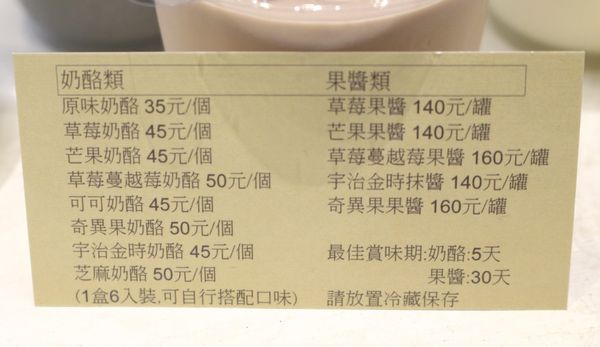 奶酪類
原味奶酪 35元/個
草莓奶酪 45元/個
芒果奶酪 45元/個
草莓蔓越莓奶酪 50元/個
可可奶酪 45元/個
奇異果奶酪 50元/個
宇治金時奶酪 45元/個
芝麻奶酪 50元/個
(1盒6入裝,可自行搭配口味)
果醬類
草莓果醬 140元/罐
芒果果醬 140元/罐
草莓蔓越莓果醬 160元/罐
宇治金時抹醬 140元/罐
奇異果果醬 160元/罐
最佳賞味期:奶酪:5天
果醬:30天
請放置冷藏保存